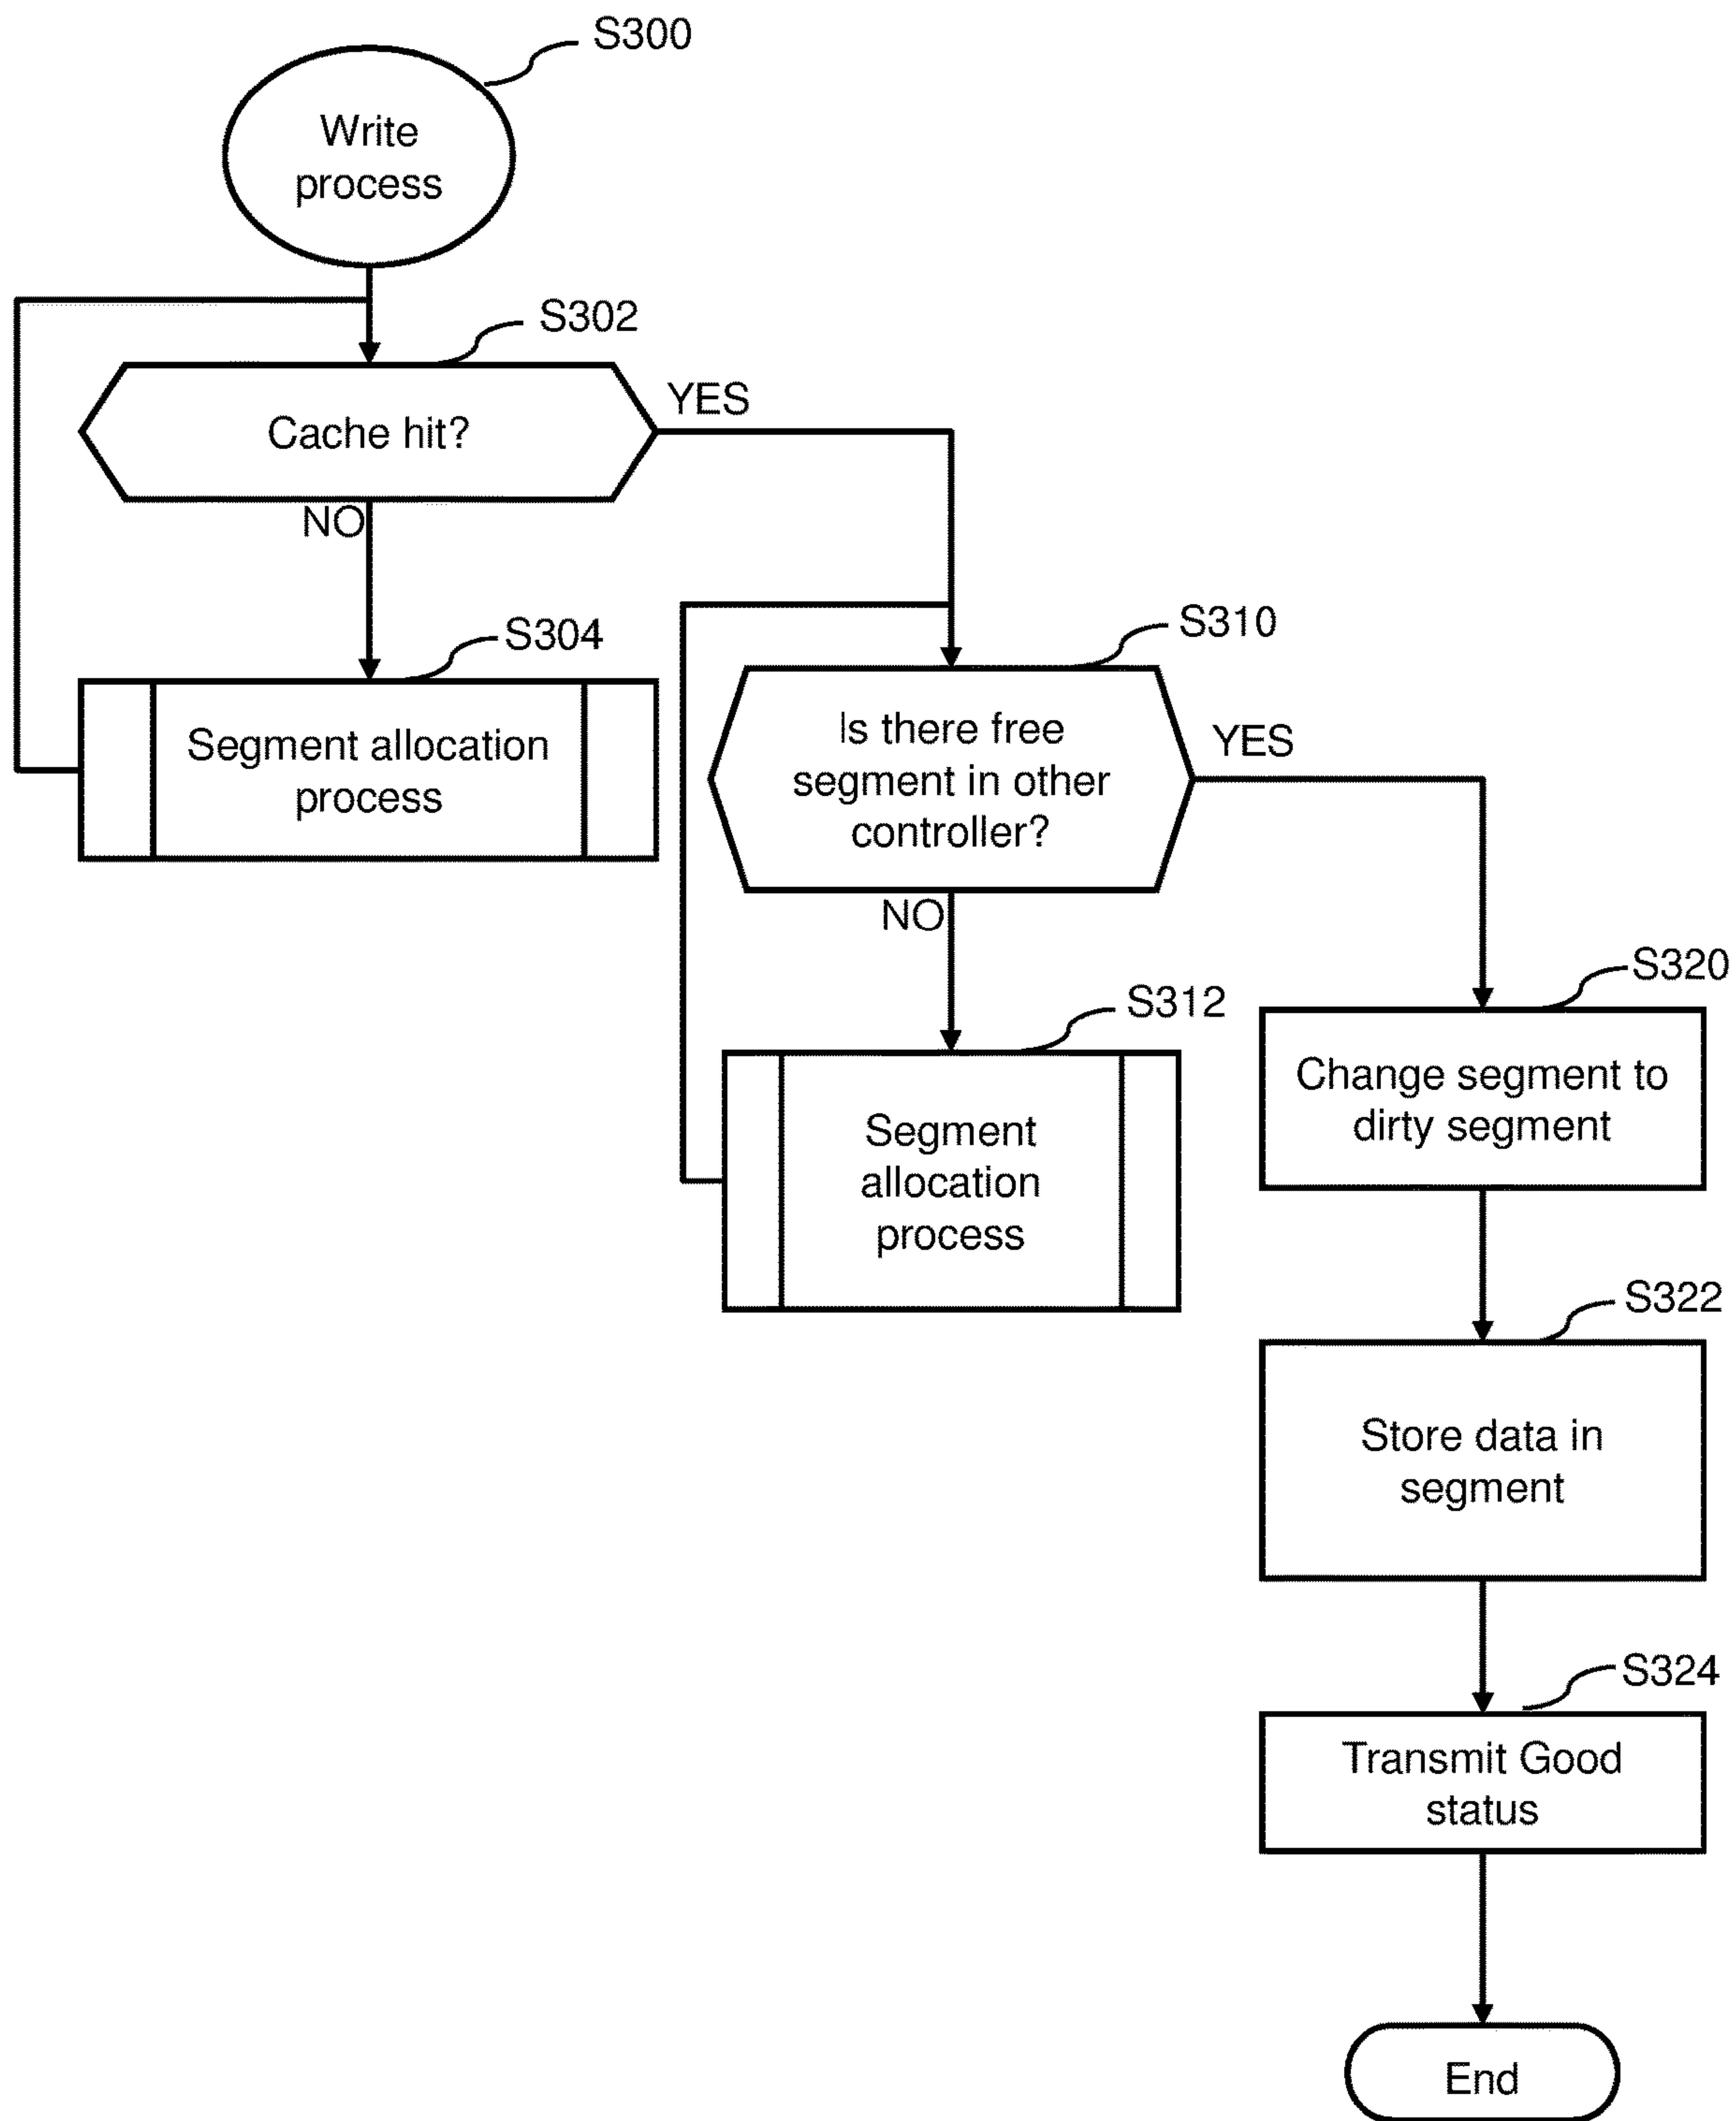 S300
Write
process
S302
Cache hit?
YES
NO
S304
Segment allocation
process
S310
Is there free
segment in other
controller?
YES
NO
S312
Segment
allocation
process
S320
Change segment to
dirty segment
S322
Store data in
segment
S324
Transmit Good
status
End